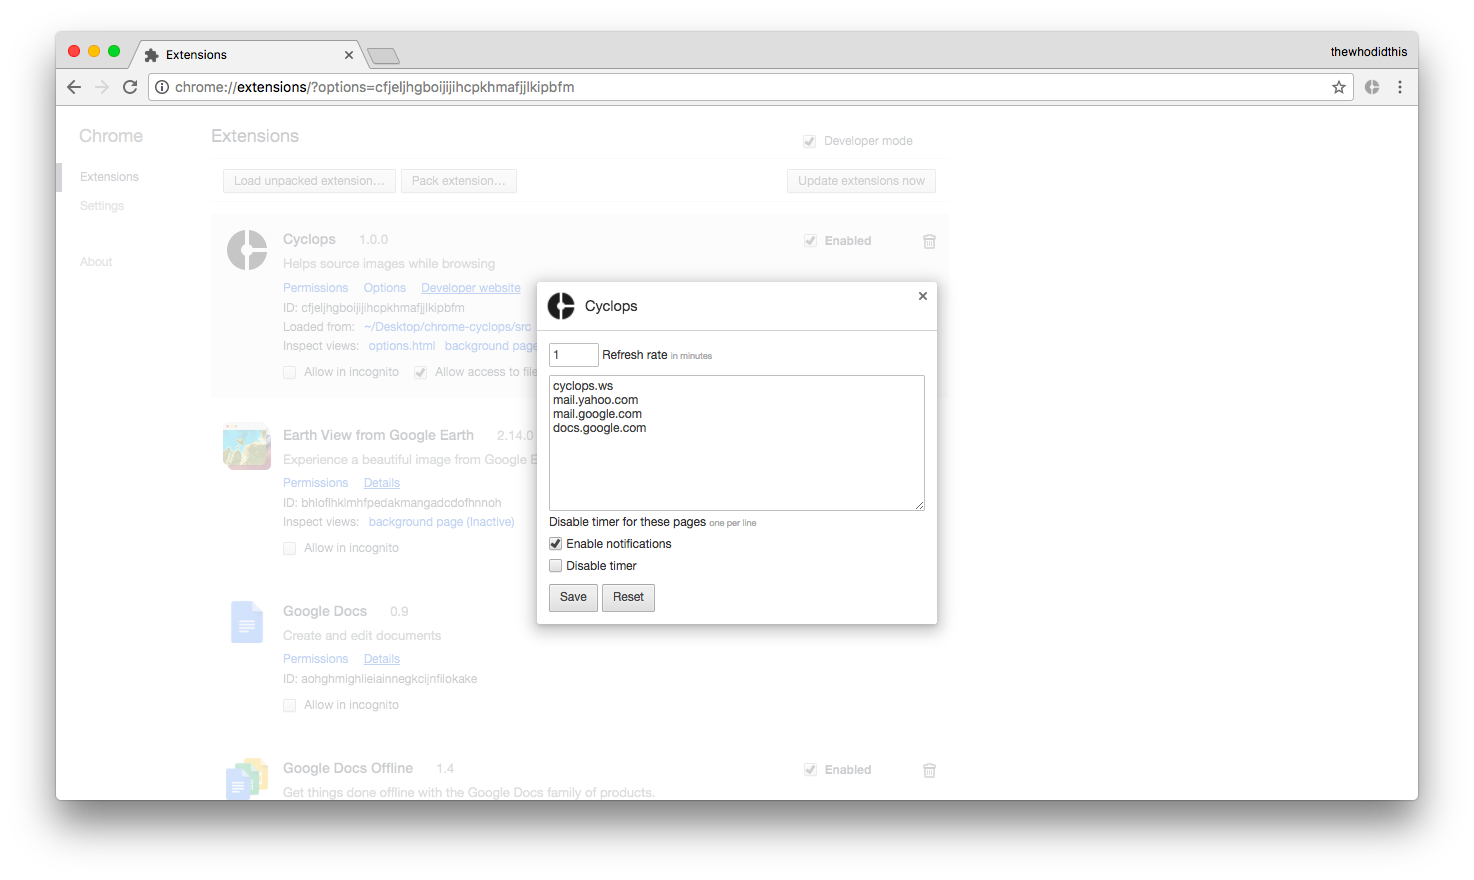 Extensions
thewhodidthis
chrome://extensions/?options=cfjeljhgboijijihcpkhmafjjlkipbfm
Chrome
Extensions
Developer mode
Extensions
Settings
About
Load unpacked extension...
Pack extension...
Update extensions now
Cyclops 1.0.0
Enabled
Helps source images while browsing
Permissions Options Developer website
ID: cfjeljhgboijijihcpkhmafjjlkipbfm
Loaded from: ~/Desktop/chrome-cyclops/src
Inspect views: options.html background page
Allow in incognito Allow access to file
Cyclops
1 Refresh rate in minutes
cyclops.ws
mail.yahoo.com
mail.google.com
docs.google.com
Disable timer for these pages one per line
Enable notifications
Disable timer
Save Reset
Earth View from Google Earth 2.14.0
Experience a beautiful image from Google E
Permissions Details
ID: bhloflhklmhfpedakmangadcdofhnnoh
Inspect views: background page (Inactive)
Allow in incognito
Google Docs 0.9
Create and edit documents
Permissions Details
ID: aohghmighlieiainnegkcijnfilokake
Allow in incognito
Google Docs Offline 1.4
Enabled
Get things done offline with the Google Docs family of products.